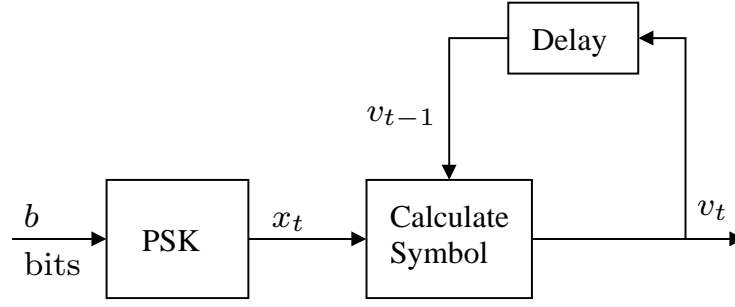 Delay
v_{t-1}
b
bits
PSK
x_t
Calculate
Symbol
v_t